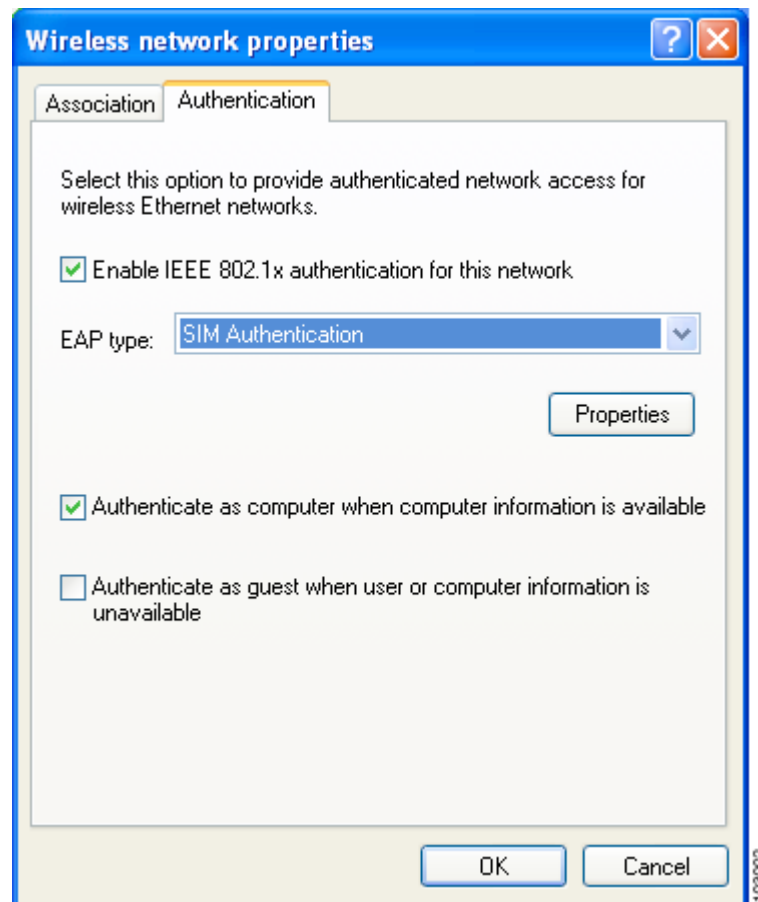 Wireless network properties
Association
Authentication
Select this option to provide authenticated network access for
wireless Ethernet networks.
Enable IEEE 802.1x authentication for this network
EAP type:
SIM Authentication
Properties
Authenticate as computer when computer information is available
Authenticate as guest when user or computer information is
unavailable
OK
Cancel